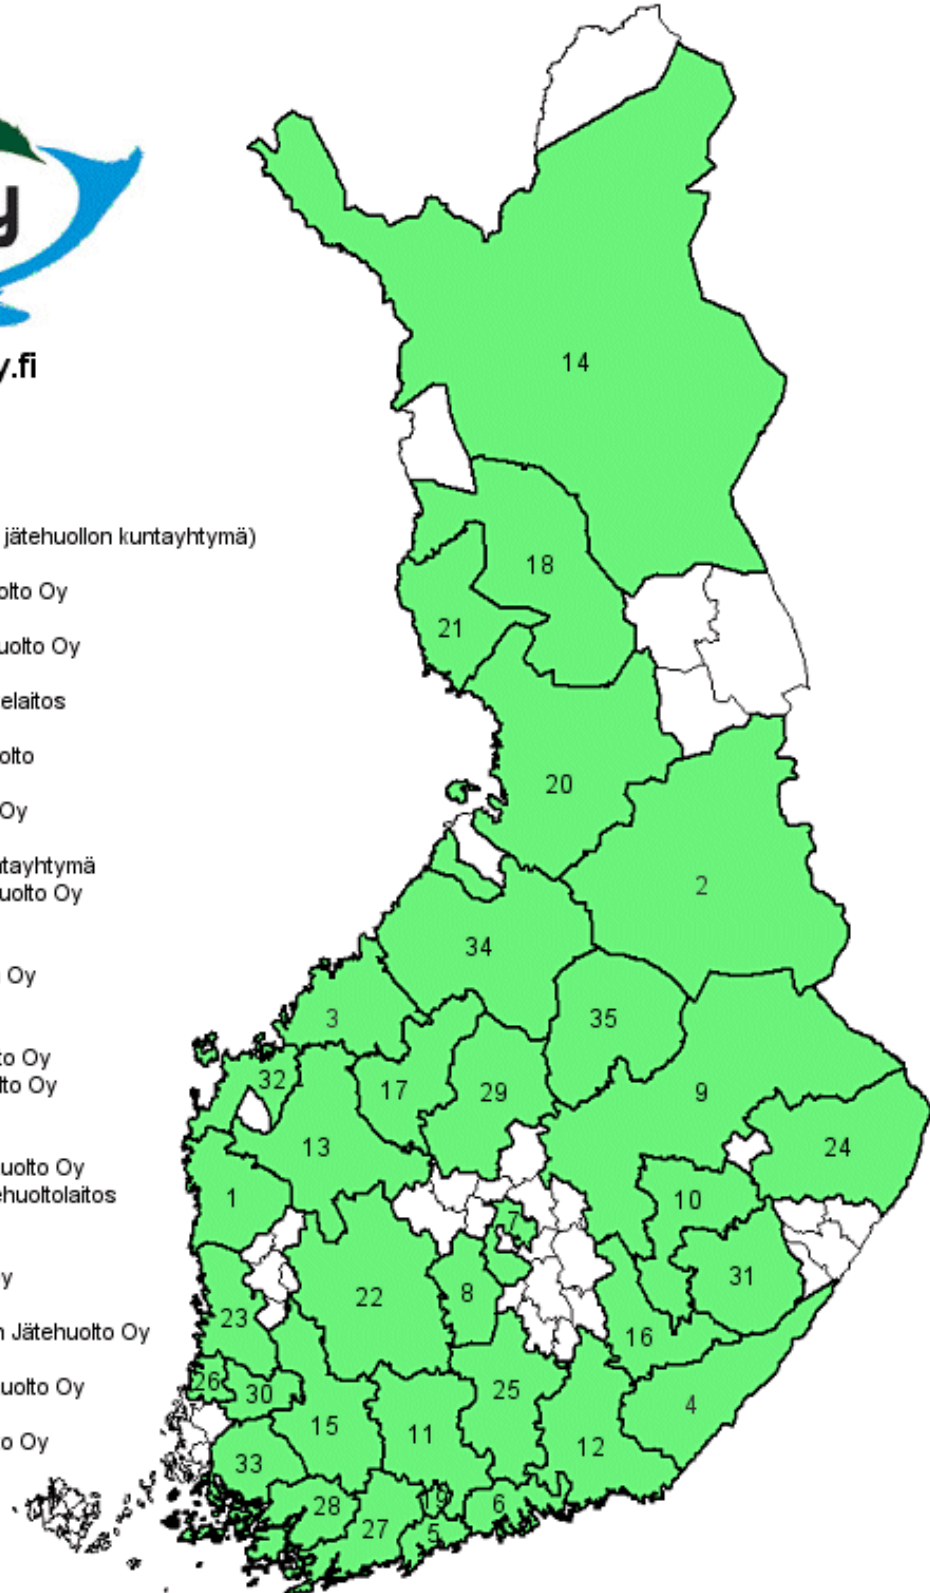 y
y.fi
jätehuollon kuntayhtymä)
olto Oy
uolto Oy
elaitos
olto
Oy
ntayhtymä
uolto Oy
Oy
to Oy
lto Oy
uolto Oy
ehuoltolaitos
y
n Jätehuolto Oy
uolto Oy
o Oy
14
18
21
20
2
34
35
3
32
17
29
9
24
13
1
10
7
31
22
8
23
16
26
30
25
4
15
11
12
33
28
19
6
27
5